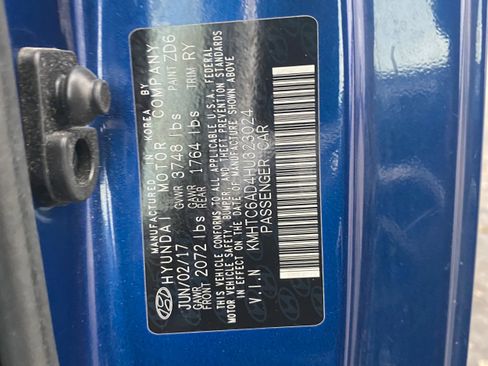 MANUFACTURED IN KOREA BY
HYUNDAI MOTOR COMPANY
JUN/02/17 GVWR 3748 lbs PAINT ZD6
GAWR FRONT 2072 lbs GAWR REAR 1764 lbs TRIM RY
THIS VEHICLE CONFORMS TO ALL APPLICABLE U.S.A. FEDERAL
MOTOR VEHICLE SAFETY, BUMPER, AND THEFT PREVENTION STANDARDS
IN EFFECT ON THE DATE OF MANUFACTURE SHOWN ABOVE
V.I.N KMHTC6AD4HU323024
PASSENGER CAR